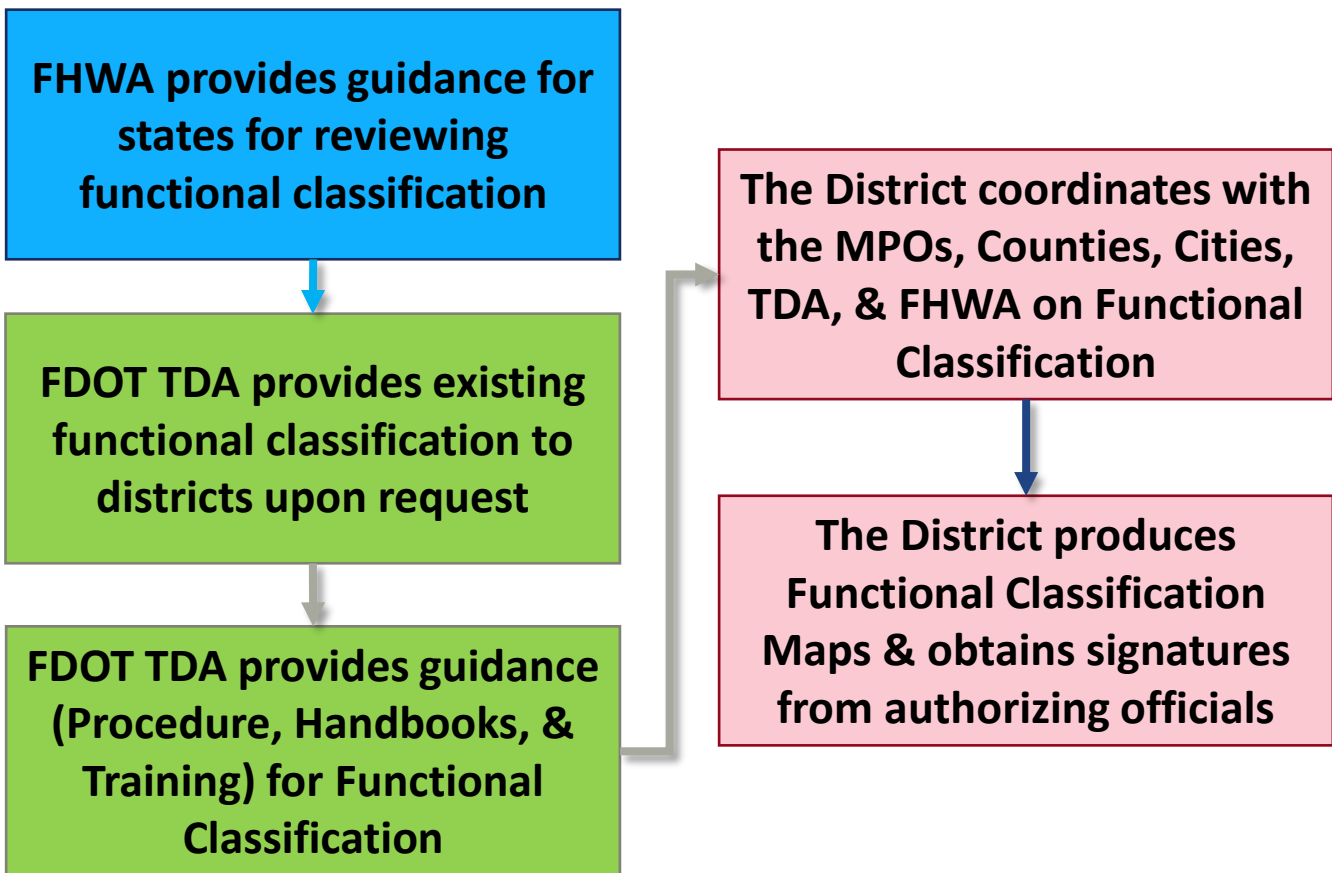 FHWA provides guidance for
states for reviewing
functional classification
FDOT TDA provides existing
functional classification to
districts upon request
FDOT TDA provides guidance
(Procedure, Handbooks, &
Training) for Functional
Classification
The District coordinates with
the MPOs, Counties, Cities,
TDA, & FHWA on Functional
Classification
The District produces
Functional Classification
Maps & obtains signatures
from authorizing officials